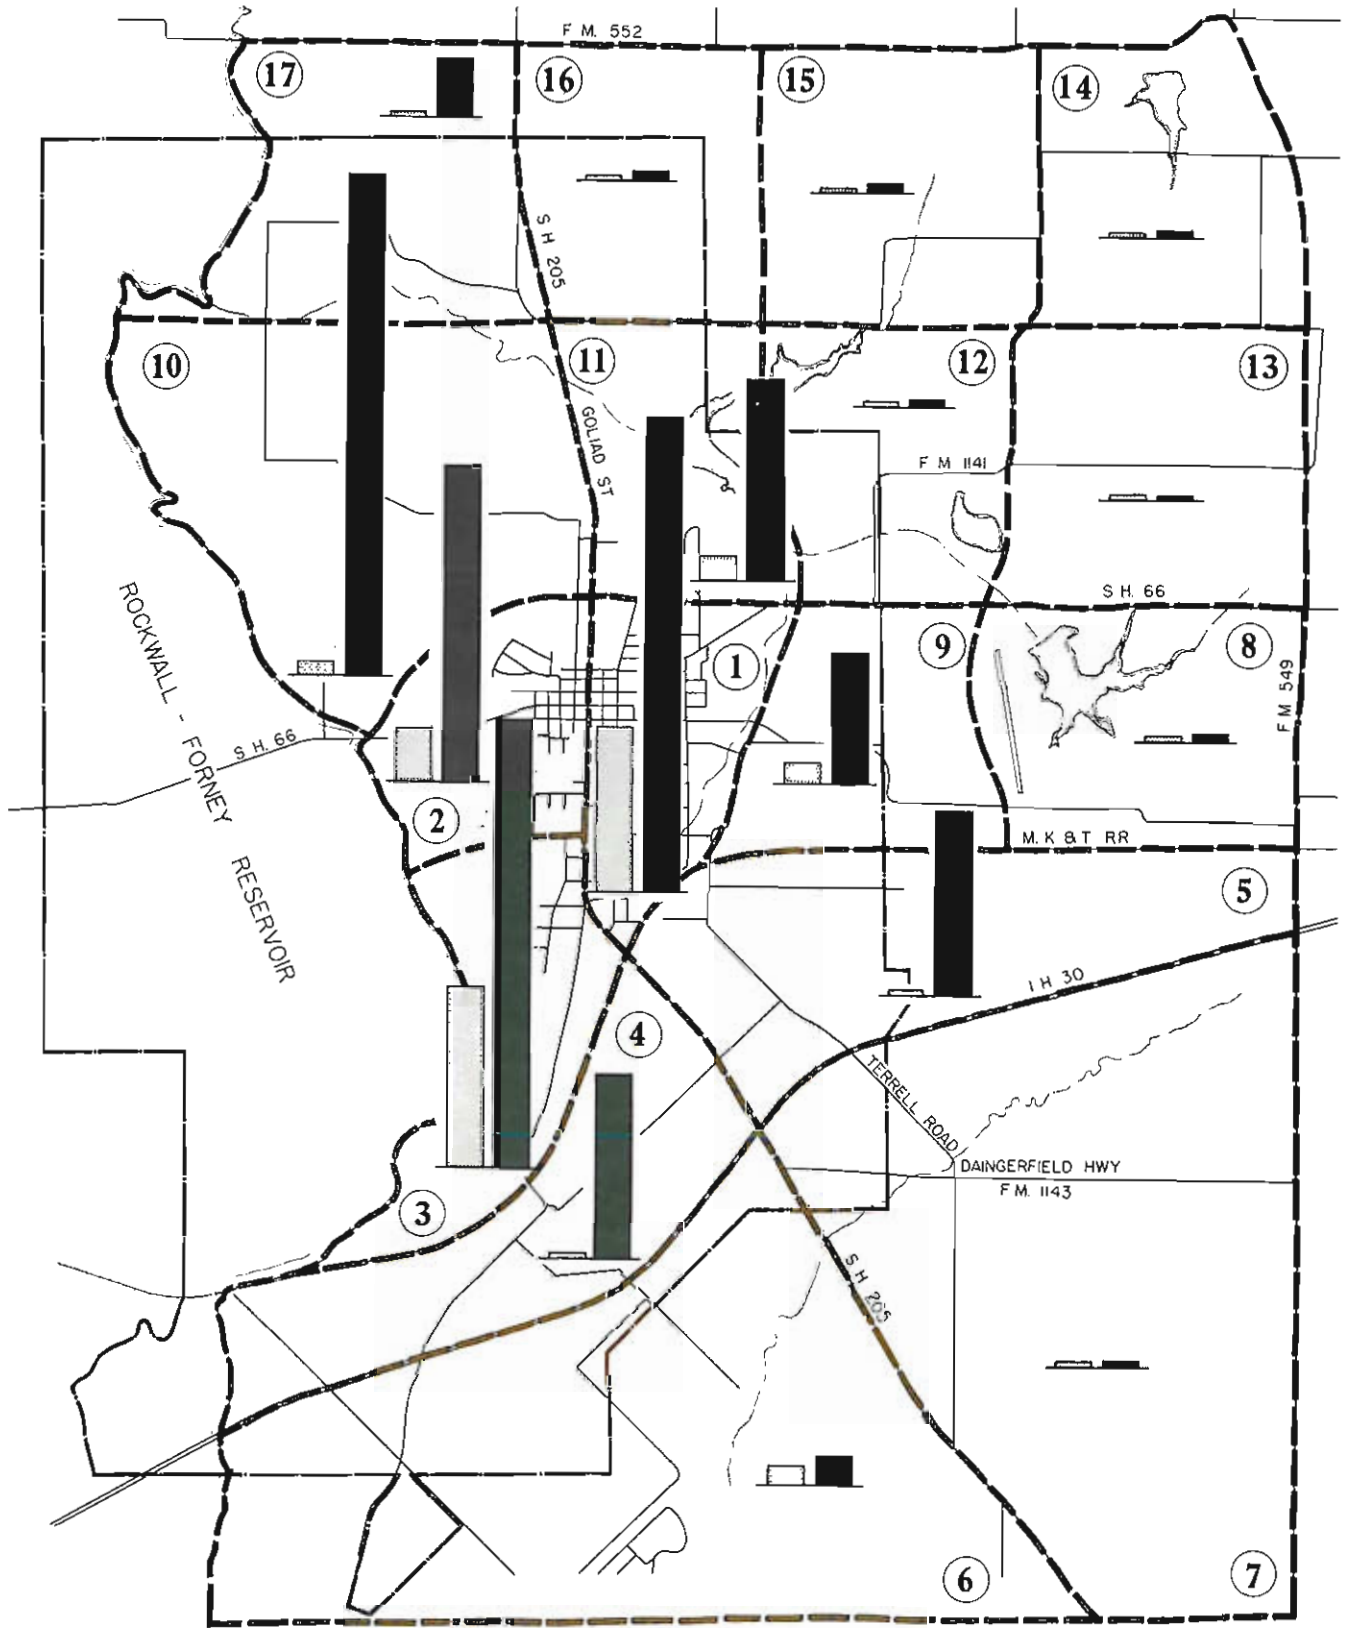 F M. 552
17
16
15
14
S H 205
10
11
12
13
GOLIAD ST
F M 1141
S H. 66
ROCKWALL - FORNEY
RESERVOIR
1
9
8
F M 549
S H. 66
2
M. K & T RR
5
I H 30
4
TERRELL ROAD
DAINGERFIELD HWY
F M. 1143
3
S H 205
6
7